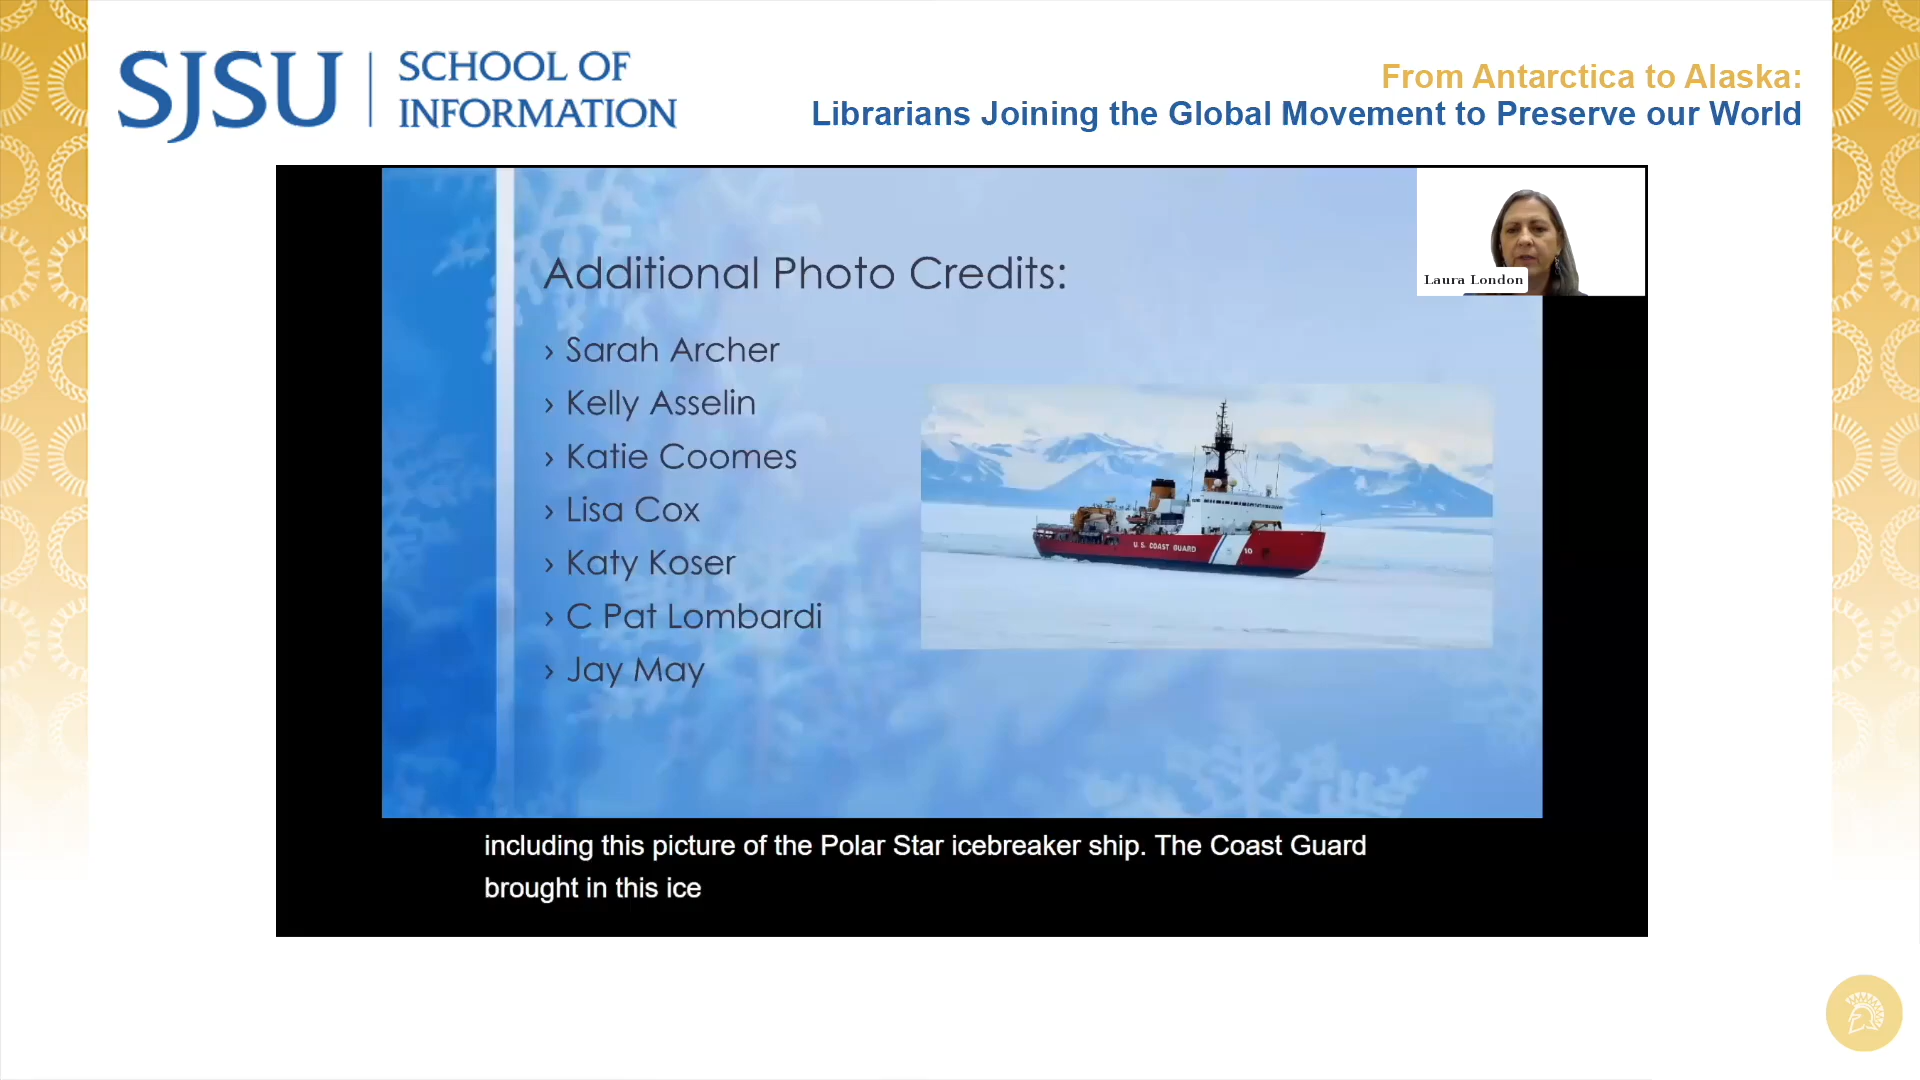 SJSU
SCHOOL OF
INFORMATION
From Antarctica to Alaska:
Librarians Joining the Global Movement to Preserve our World
Laura London
Additional Photo Credits:
› Sarah Archer
› Kelly Asselin
› Katie Coomes
› Lisa Cox
› Katy Koser
› C Pat Lombardi
› Jay May
U.S. COAST GUARD
10
including this picture of the Polar Star icebreaker ship. The Coast Guard
brought in this ice